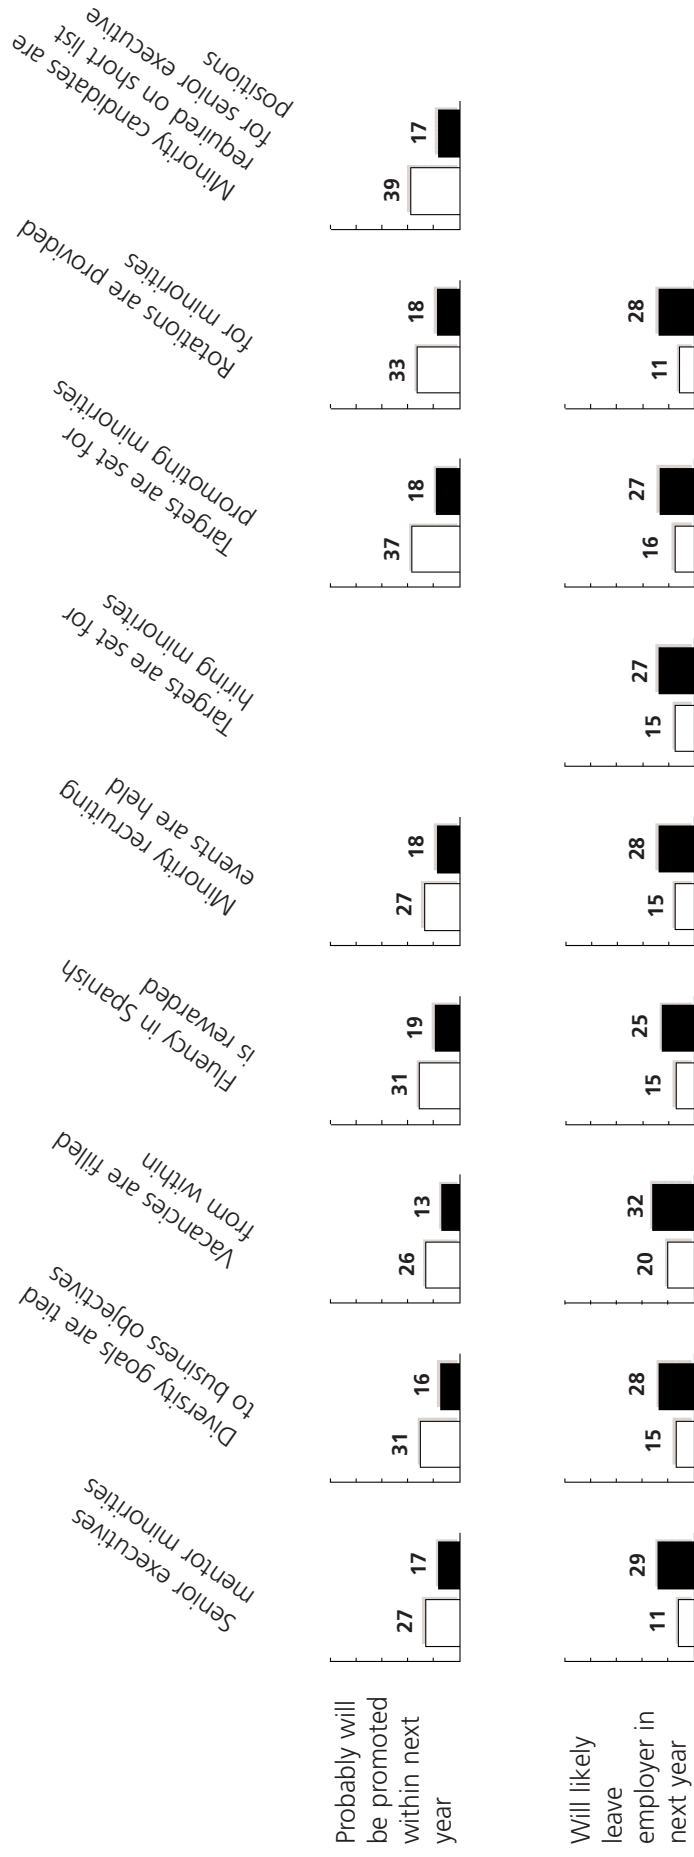 Senior executives
mentor minorities
Diversity goals are tied
to business objectives
Vacancies are filled
from within
Fluency in Spanish
is rewarded
Minority recruiting
events are held
Targets are set for
hiring minorites
Targets are set for
promoting minorities
Rotations are provided
for minorities
Minority candidates are
required on short list
for senior executive
positions
Probably will
be promoted
within next
year
27 17
31 16
26 13
31 19
27 18
37 18
33 18
39 17
Will likely
leave
employer in
next year
11 29
15 28
20 32
15 25
15 28
15 27
16 27
11 28